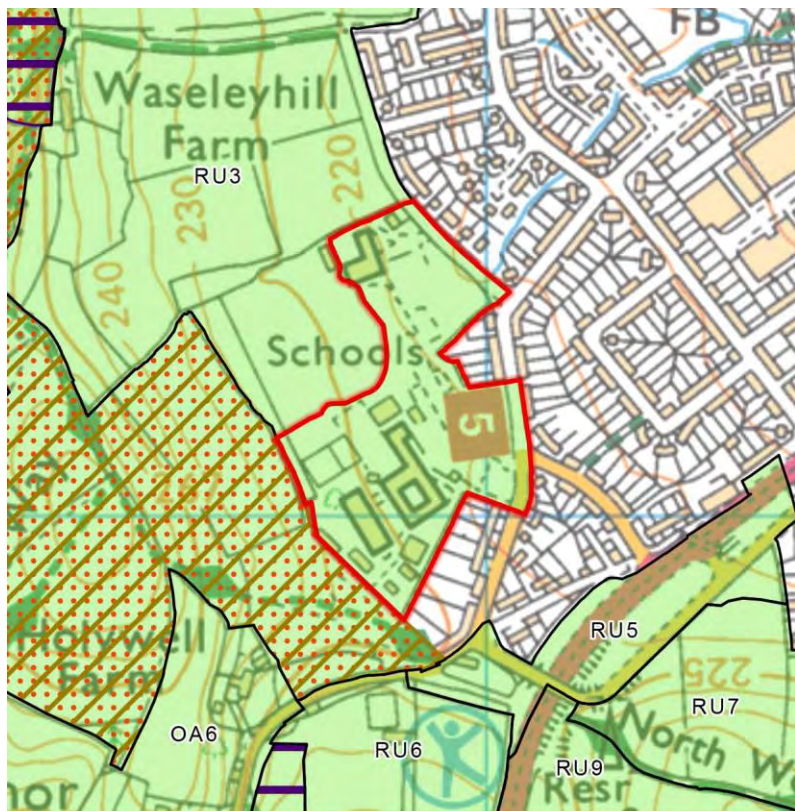 FB
Waseleyhill
Farm
RU3
220
230
240
Schools
5
Holywell
Farm
RU5
225
RU7
OA6
RU6
North Wo
RU9
Resr